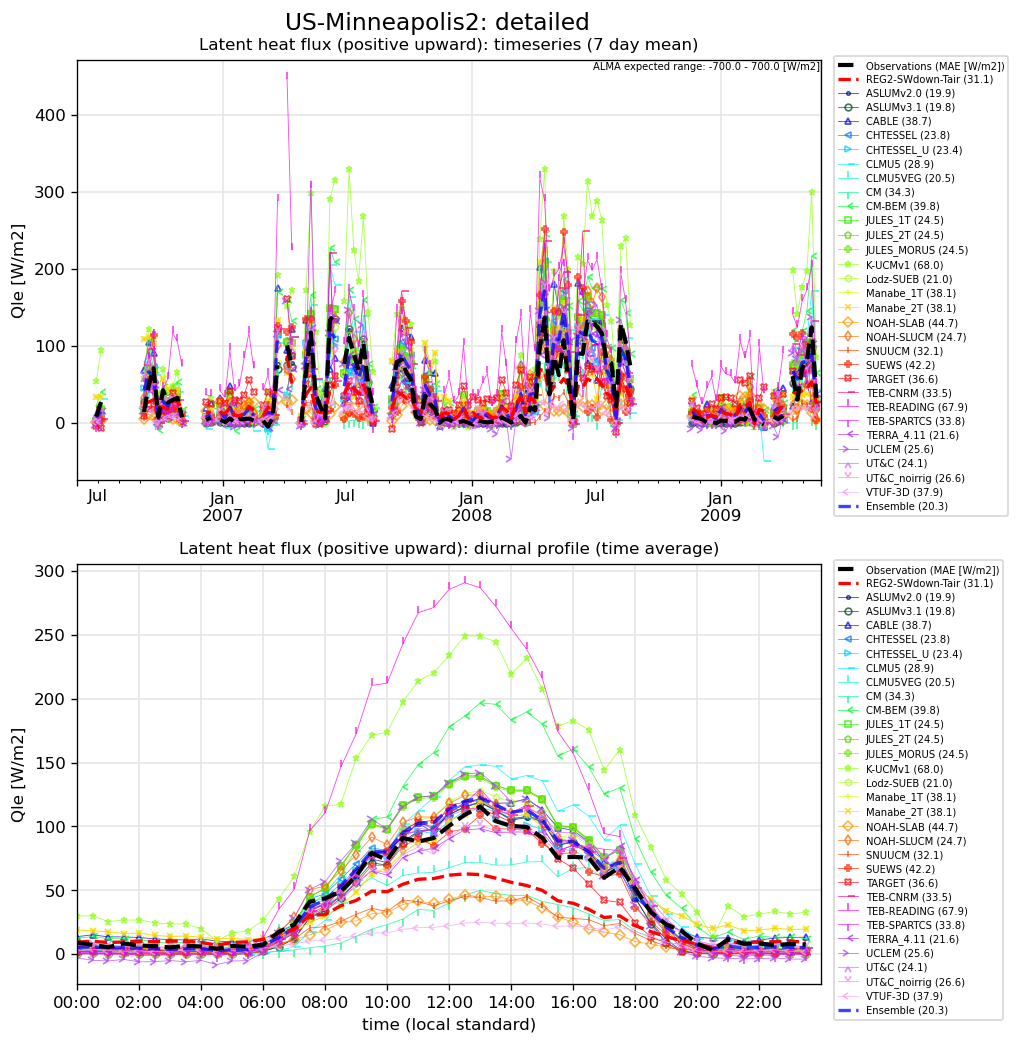 US-Minneapolis2: detailed
Latent heat flux (positive upward): timeseries (7 day mean)
ALMA expected range: -700.0 - 700.0 [W/m2]
Qle [W/m2]
400
300
200
100
0
Jul
Jan
2007
Jul
Jan
2008
Jul
Jan
2009
Observations (MAE [W/m2])
REG2-SWdown-Tair (31.1)
ASLUMv2.0 (19.9)
ASLUMv3.1 (19.8)
CABLE (38.7)
CHTESSEL (23.8)
CHTESSEL_U (23.4)
CLMU5 (28.9)
CLMU5VEG (20.5)
CM (34.3)
CM-BEM (39.8)
JULES_1T (24.5)
JULES_2T (24.5)
JULES_MORUS (24.5)
K-UCMv1 (68.0)
Lodz-SUEB (21.0)
Manabe_1T (38.1)
Manabe_2T (38.1)
NOAH-SLAB (44.7)
NOAH-SLUCM (24.7)
SNUUCM (32.1)
SUEWS (42.2)
TARGET (36.6)
TEB-CNRM (33.5)
TEB-READING (67.9)
TEB-SPARTCS (33.8)
TERRA_4.11 (21.6)
UCLEM (25.6)
UT&C (24.1)
UT&C_noirrig (26.6)
VTUF-3D (37.9)
Ensemble (20.3)
Latent heat flux (positive upward): diurnal profile (time average)
Qle [W/m2]
300
250
200
150
100
50
0
00:00
02:00
04:00
06:00
08:00
10:00
12:00
14:00
16:00
18:00
20:00
22:00
time (local standard)
Observation (MAE [W/m2])
REG2-SWdown-Tair (31.1)
ASLUMv2.0 (19.9)
ASLUMv3.1 (19.8)
CABLE (38.7)
CHTESSEL (23.8)
CHTESSEL_U (23.4)
CLMU5 (28.9)
CLMU5VEG (20.5)
CM (34.3)
CM-BEM (39.8)
JULES_1T (24.5)
JULES_2T (24.5)
JULES_MORUS (24.5)
K-UCMv1 (68.0)
Lodz-SUEB (21.0)
Manabe_1T (38.1)
Manabe_2T (38.1)
NOAH-SLAB (44.7)
NOAH-SLUCM (24.7)
SNUUCM (32.1)
SUEWS (42.2)
TARGET (36.6)
TEB-CNRM (33.5)
TEB-READING (67.9)
TEB-SPARTCS (33.8)
TERRA_4.11 (21.6)
UCLEM (25.6)
UT&C (24.1)
UT&C_noirrig (26.6)
VTUF-3D (37.9)
Ensemble (20.3)